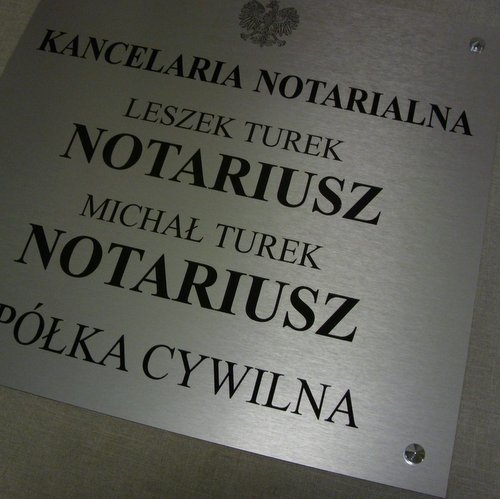 KANCELARIA NOTARIALNA
LESZEK TUREK
NOTARIUSZ
MICHAŁ TUREK
NOTARIUSZ
PÓŁKA CYWILNA